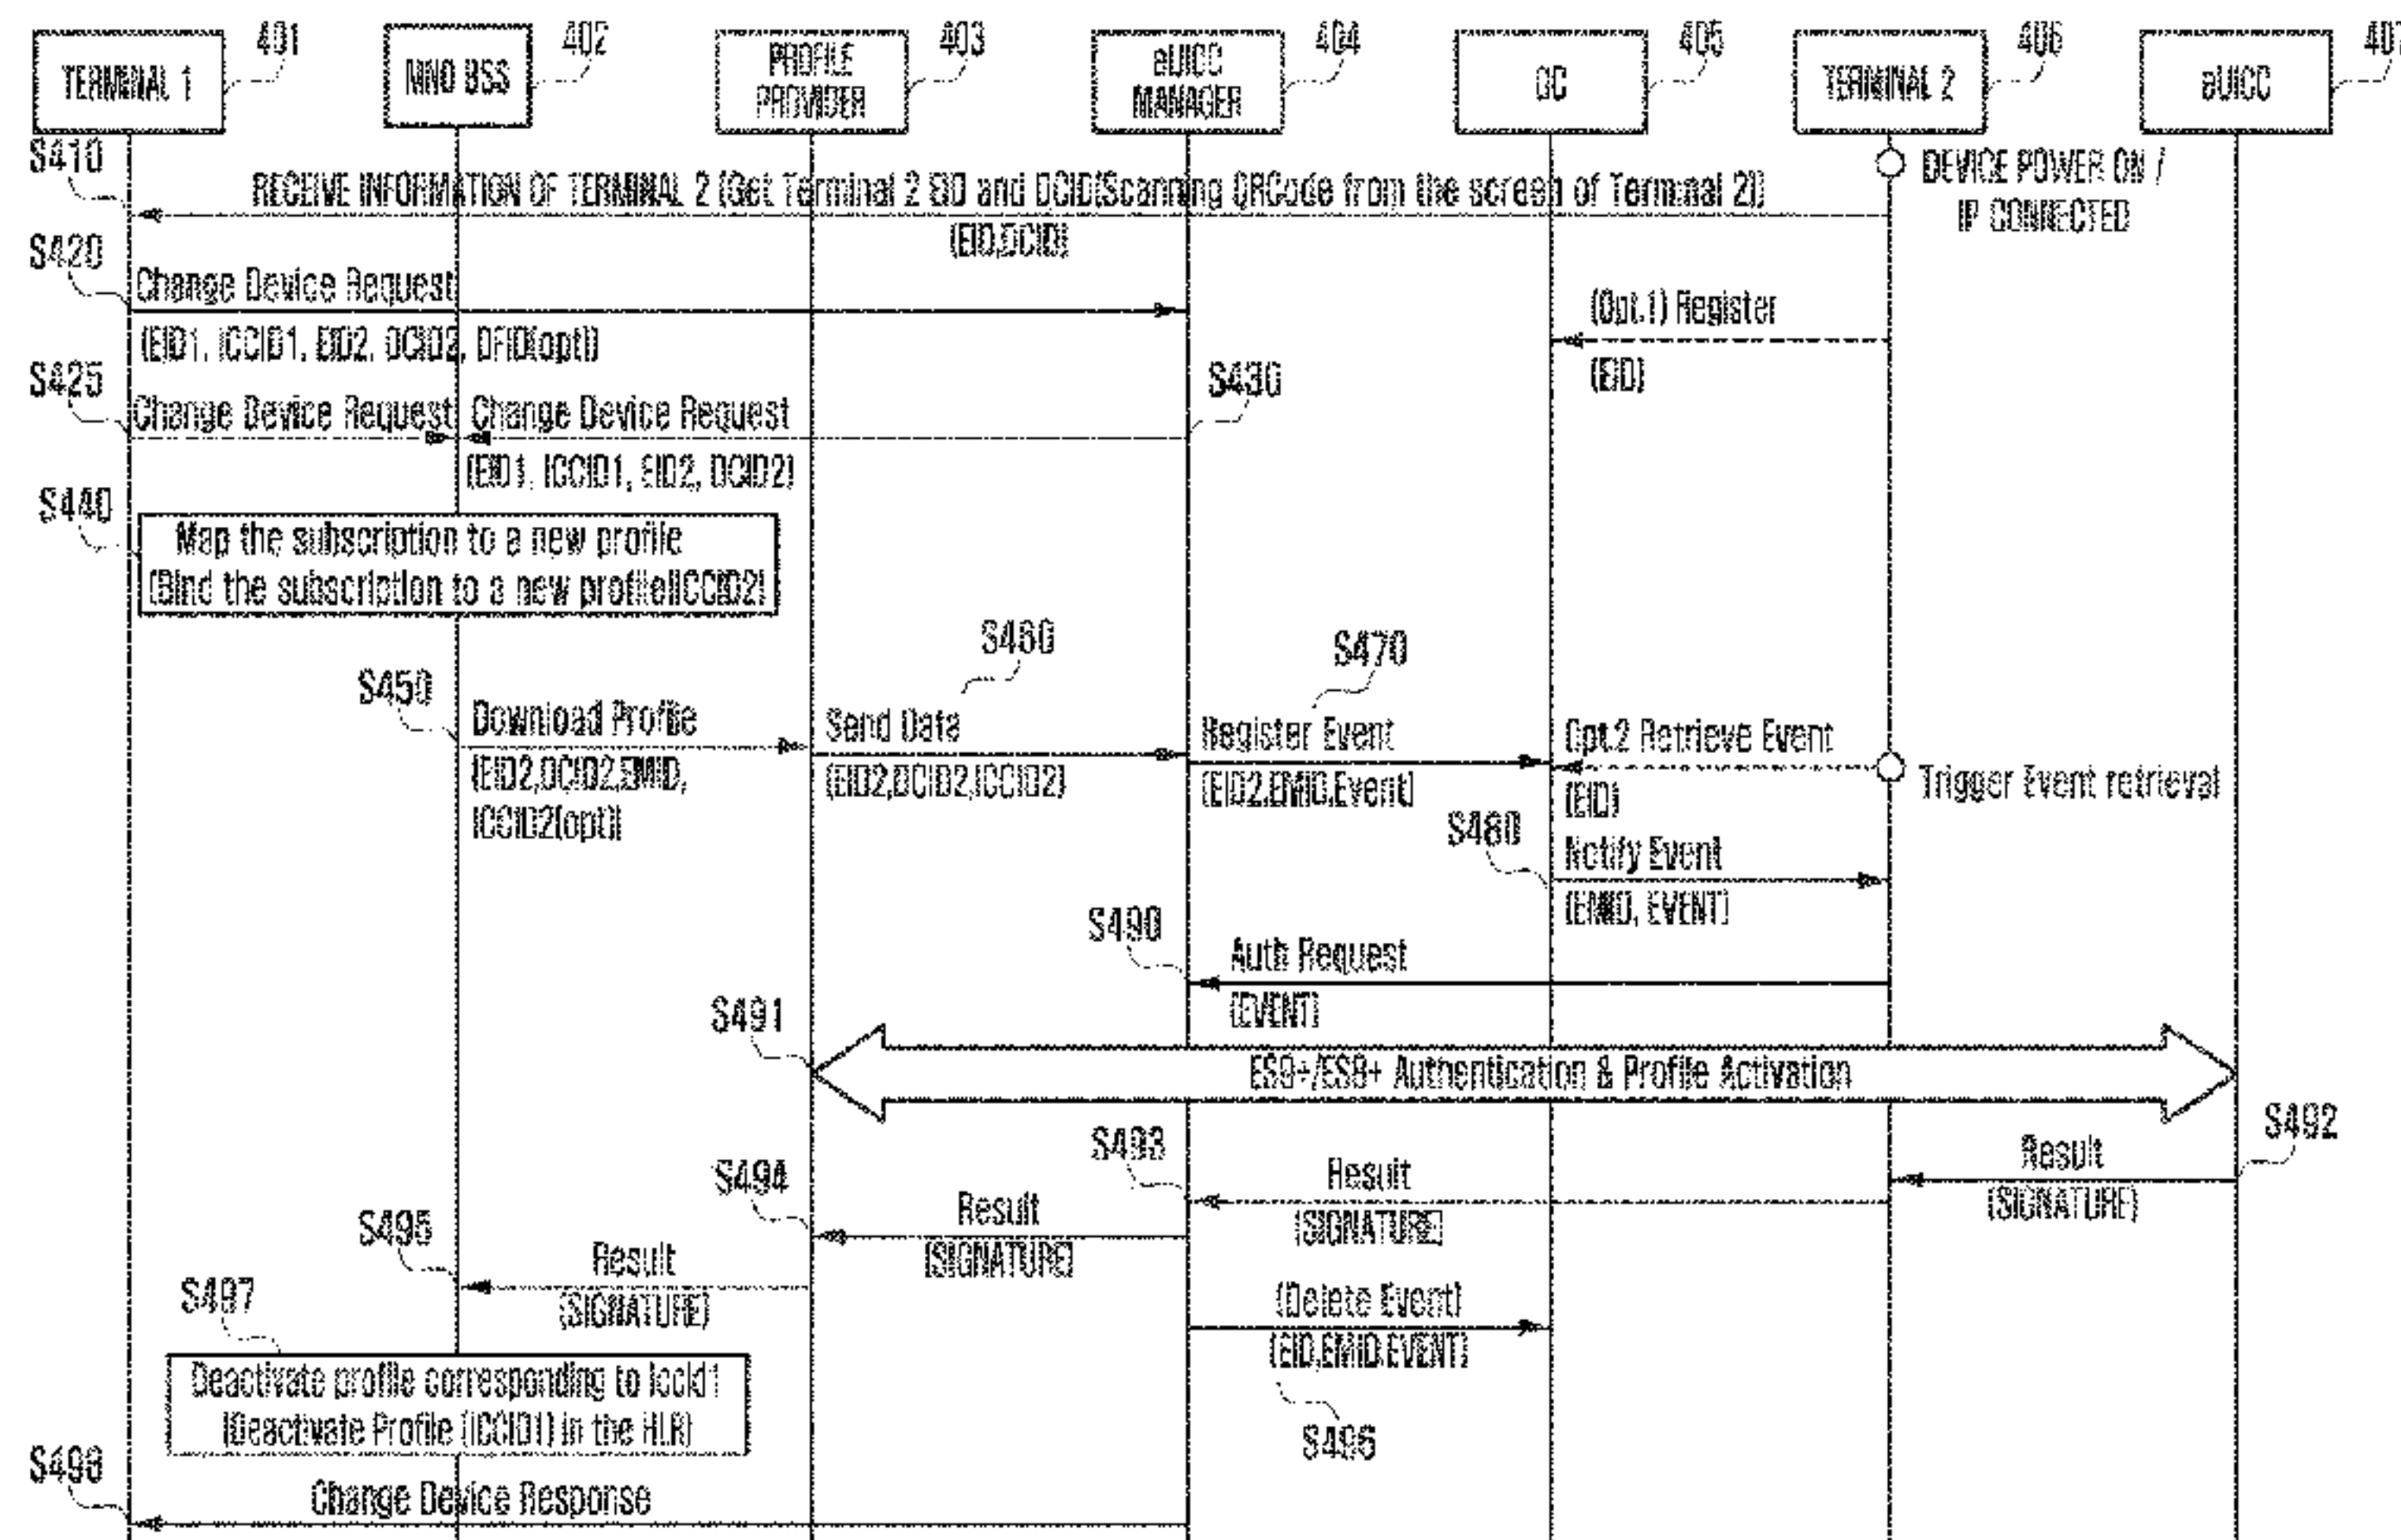 TERMINAL 1
401
MNO BSS
402
PROFILE
PROVIDER
403
eUICC
MANAGER
404
405
TERMINAL 2
406
eUICC
407
S410
RECEIVE INFORMATION OF TERMINAL 2 (Get Terminal 2 EID and DCID(Scanning QRCode from the screen of Terminal 2))
(EID,DCID)
DEVICE POWER ON /
IP CONNECTED
S420
Change Device Request
(EID1, ICCID1, EID2, DCID2, DFID(opt))
(Opt.1) Register
(EID)
S425
Change Device Request
S430
Change Device Request
(EID1, ICCID1, EID2, DCID2)
S440
Map the subscription to a new profile
(Bind the subscription to a new profile(ICCID2)
S450
Download Profile
(EID2,DCID2,EMID,
ICCID2(opt))
S460
Send Data
(EID2,DCID2,ICCID2)
S470
Register Event
(EID2,EMID,Event)
Opt.2 Retrieve Event
(EID)
Trigger Event retrieval
S480
Notify Event
(EMID, EVENT)
S490
Auth Request
(EVENT)
S491
ES9+/ES8+ Authentication & Profile Activation
S492
Result
(SIGNATURE)
S493
Result
(SIGNATURE)
S494
Result
(SIGNATURE)
S495
Result
(SIGNATURE)
(Delete Event)
(EID,EMID,EVENT)
S496
S497
Deactivate profile corresponding to iccid1
(Deactivate Profile (ICCID1) in the HLR)
S498
Change Device Response